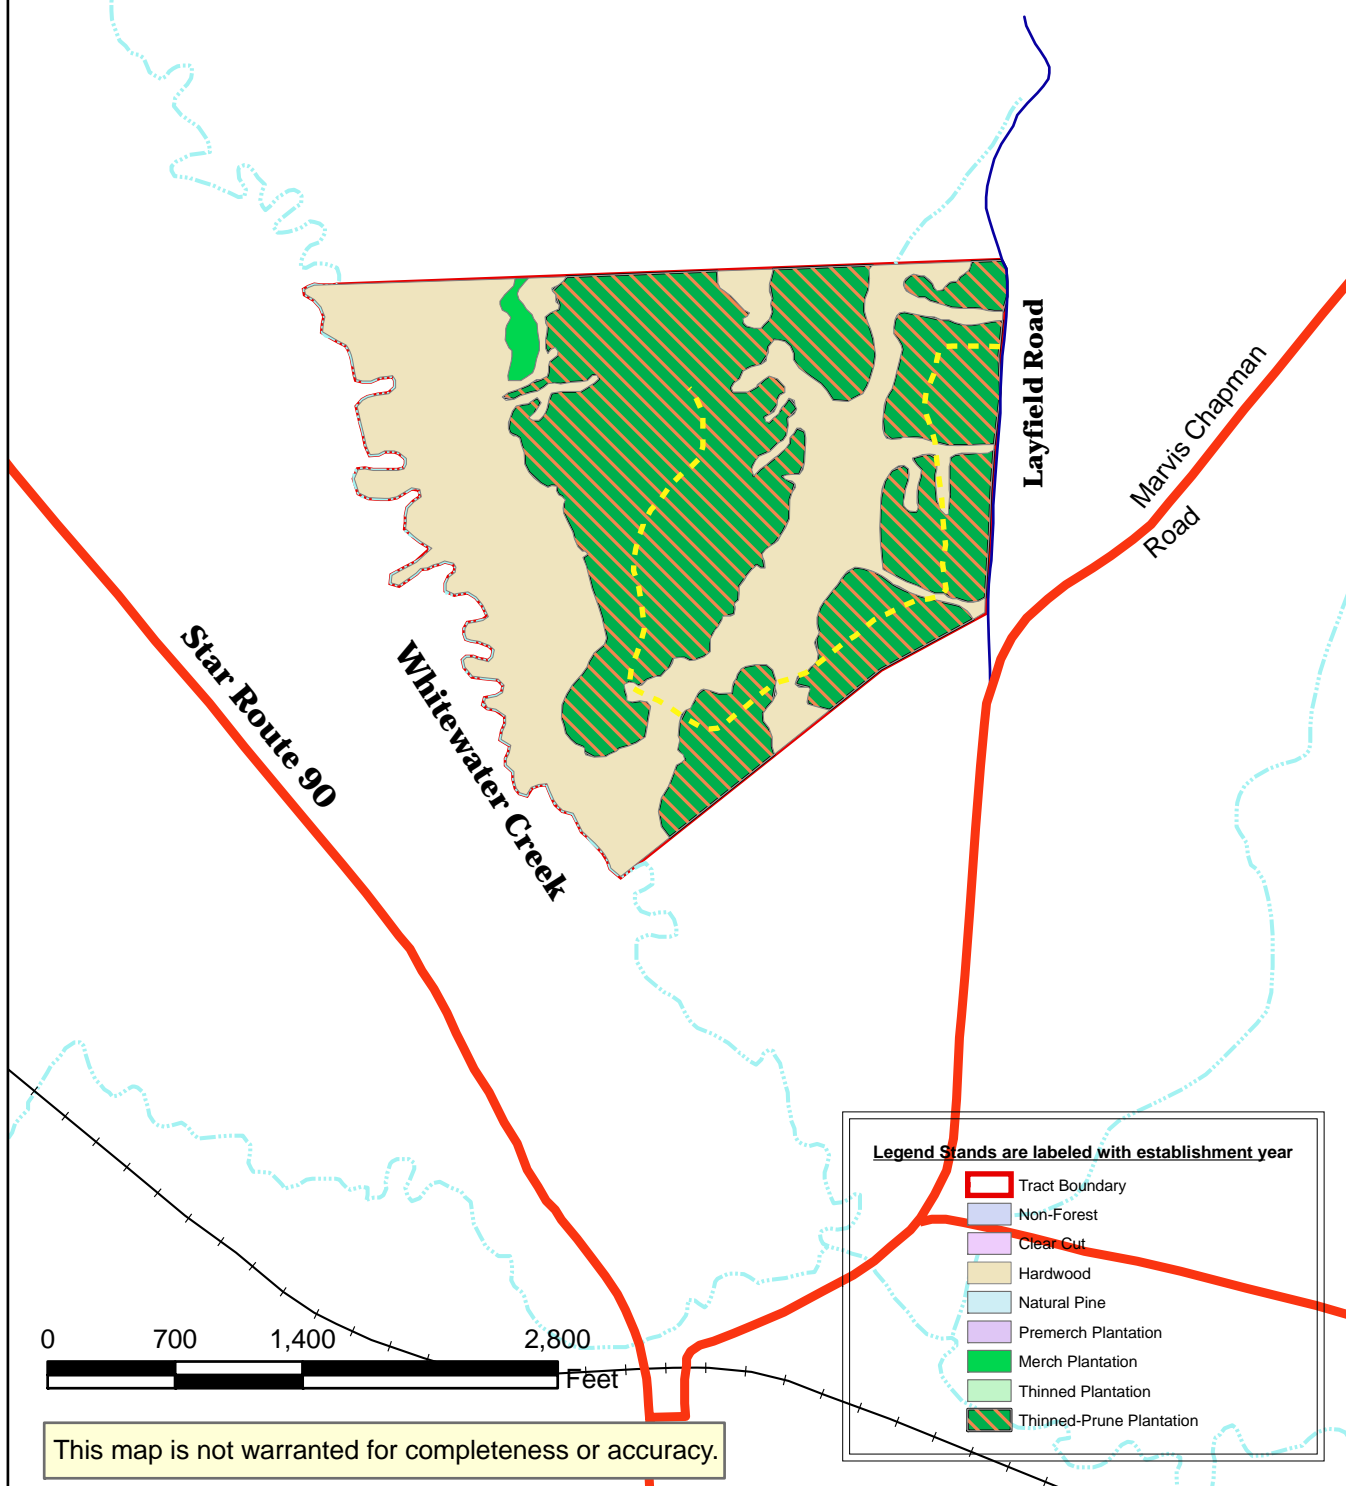 Layfield Road
Marvis Chapman
Road
Star Route 90
Whitewater Creek
Legend Stands are labeled with establishment year
Tract Boundary
Non-Forest
Clear Cut
Hardwood
Natural Pine
Premerch Plantation
Merch Plantation
Thinned Plantation
Thinned-Prune Plantation
0 700 1,400 2,800
Feet
This map is not warranted for completeness or accuracy.